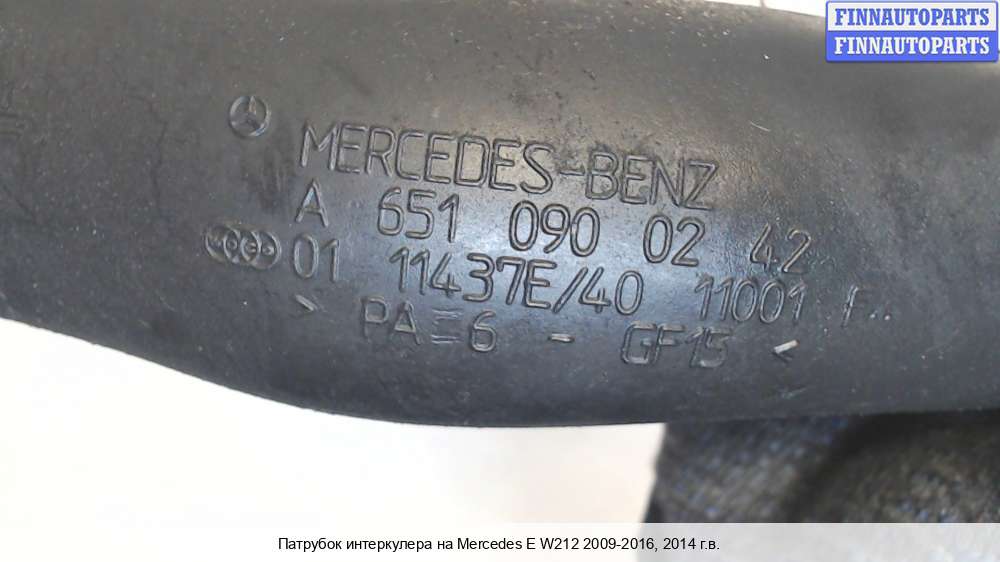 FINNAUTOPARTS
FINNAUTOPARTS
MERCEDES-BENZ
A 651 090 02 42
01 11437E/40 11001 F..
> PA-6 - GF15 <
Патрубок интеркулера на Mercedes E W212 2009-2016, 2014 г.в.